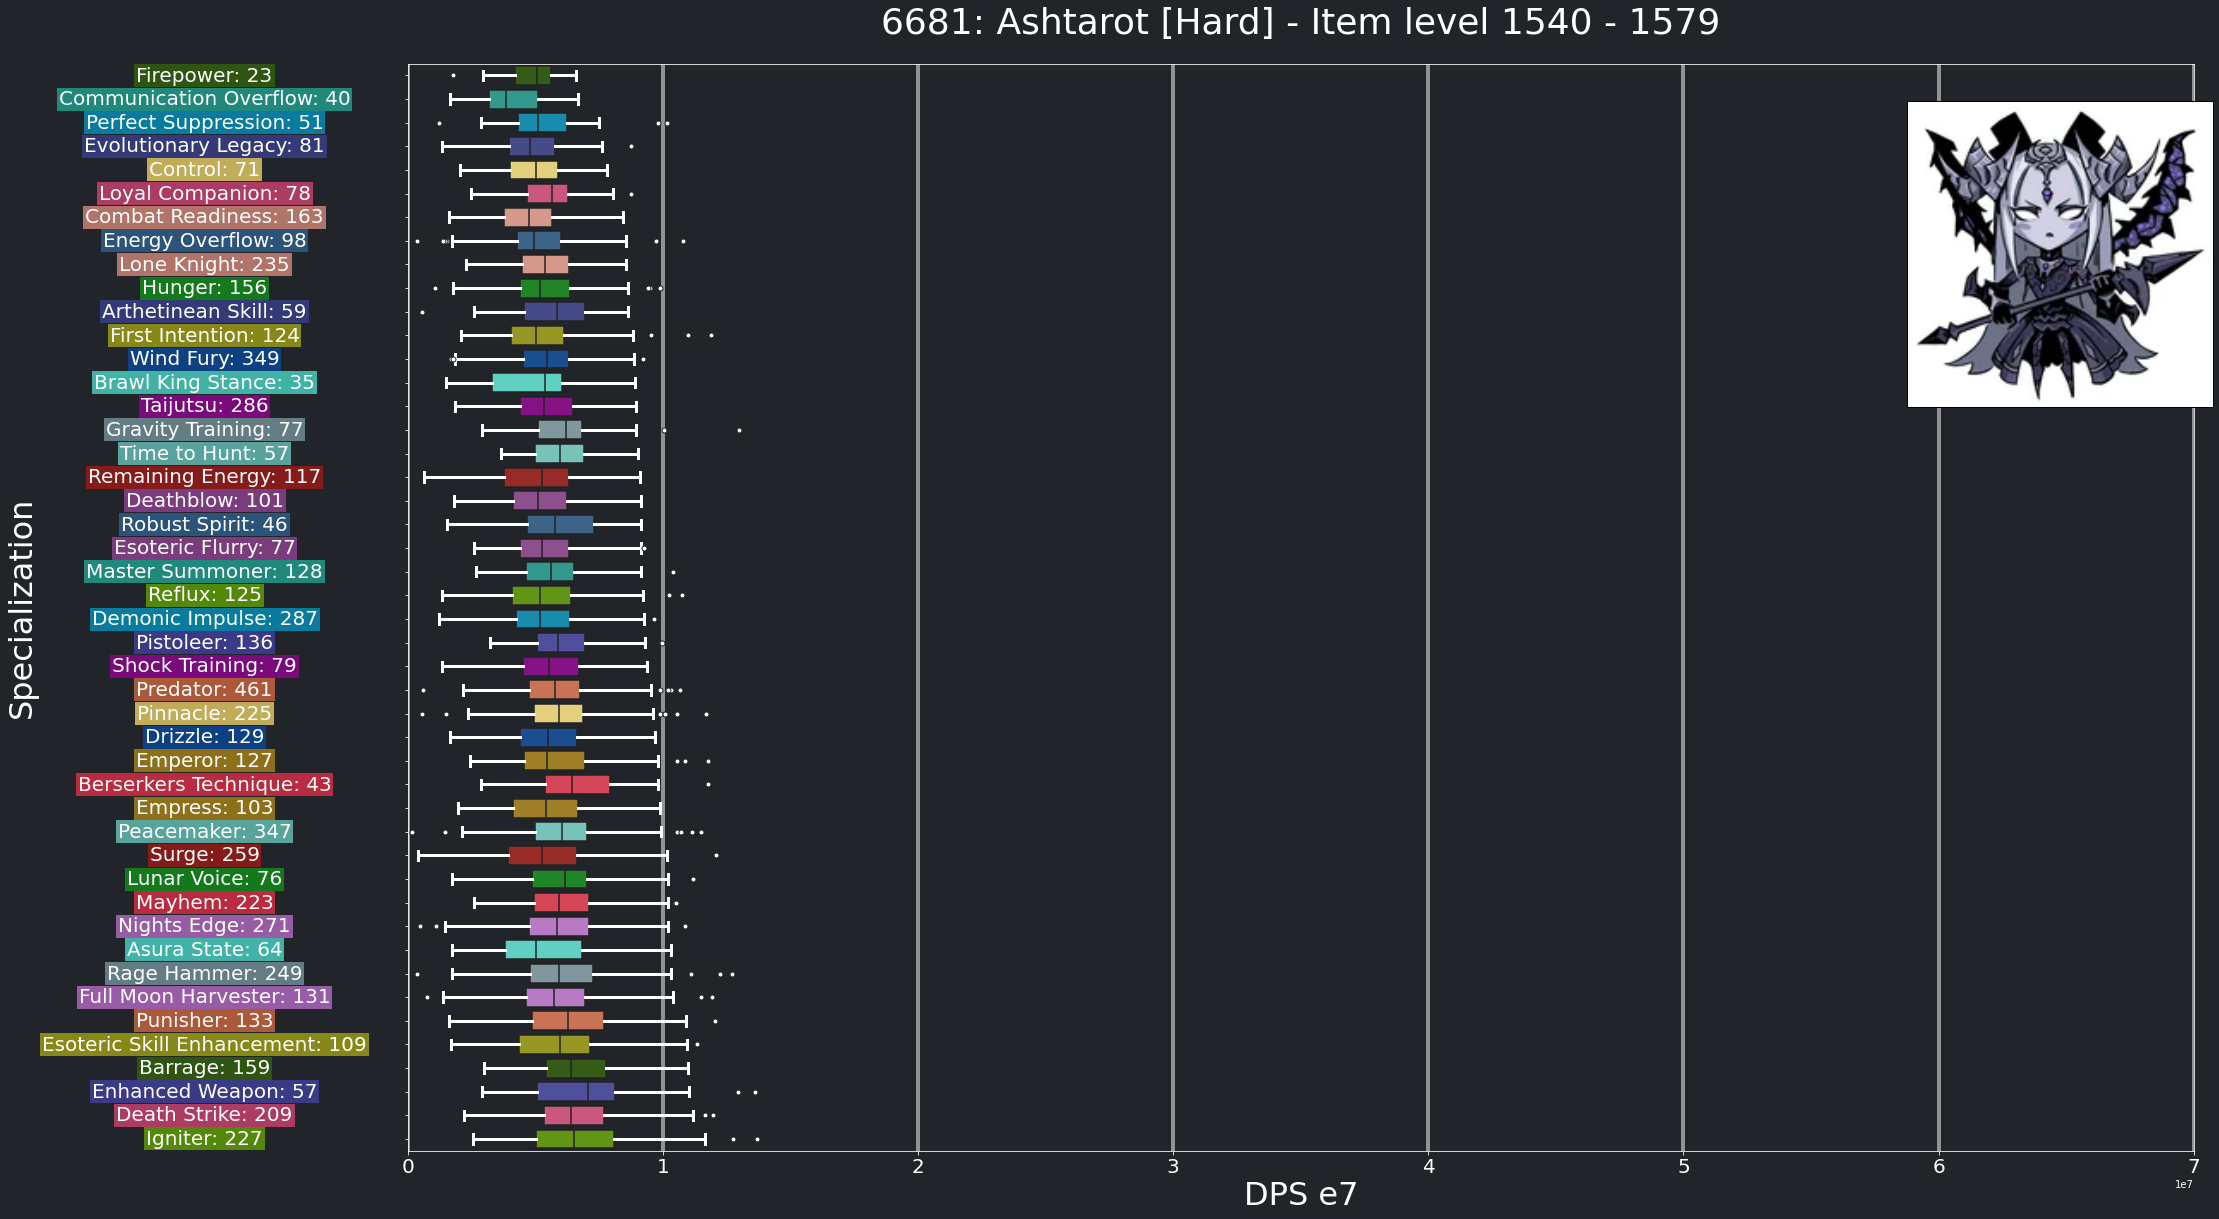 6681: Ashtarot [Hard] - Item level 1540 - 1579
Firepower: 23
Communication Overflow: 40
Perfect Suppression: 51
Evolutionary Legacy: 81
Control: 71
Loyal Companion: 78
Combat Readiness: 163
Energy Overflow: 98
Lone Knight: 235
Hunger: 156
Arthetinean Skill: 59
First Intention: 124
Wind Fury: 349
Brawl King Stance: 35
Taijutsu: 286
Gravity Training: 77
Time to Hunt: 57
Remaining Energy: 117
Deathblow: 101
Robust Spirit: 46
Esoteric Flurry: 77
Master Summoner: 128
Reflux: 125
Demonic Impulse: 287
Pistoleer: 136
Shock Training: 79
Predator: 461
Pinnacle: 225
Drizzle: 129
Emperor: 127
Berserkers Technique: 43
Empress: 103
Peacemaker: 347
Surge: 259
Lunar Voice: 76
Mayhem: 223
Nights Edge: 271
Asura State: 64
Rage Hammer: 249
Full Moon Harvester: 131
Punisher: 133
Esoteric Skill Enhancement: 109
Barrage: 159
Enhanced Weapon: 57
Death Strike: 209
Igniter: 227
Specialization
0 1 2 3 4 5 6 7
1e7
DPS e7